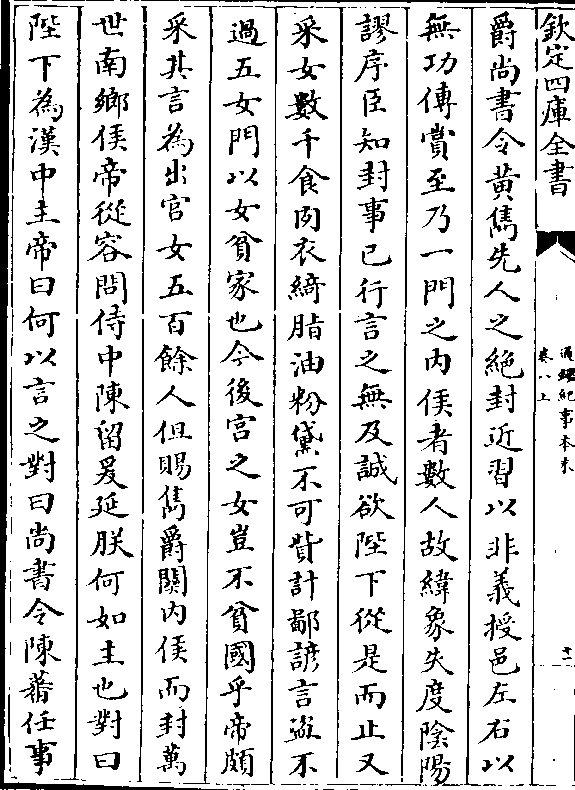 欽定四庫全書
通鑑紀事本末
卷八上
十一
爵尚書令黃雋先人之絕封近習以非義授邑左右以
無功傳賞至乃一門之内侯者數人故緯象失度隂陽
謬序臣知封事已行言之無及誠欲陛下從是而止又
采女數千食肉衣綺脂油粉黛不可貲計鄙諺言盜不
過五女門以女貧家也今後宫之女豈不貧國乎帝頗
采其言為出宫女五百餘人但賜雋爵關内侯而封萬
世南鄉侯帝從容問侍中陳留爰延朕何如主也對曰
陛下為漢中主帝曰何以言之對曰尚書令陳蕃任事